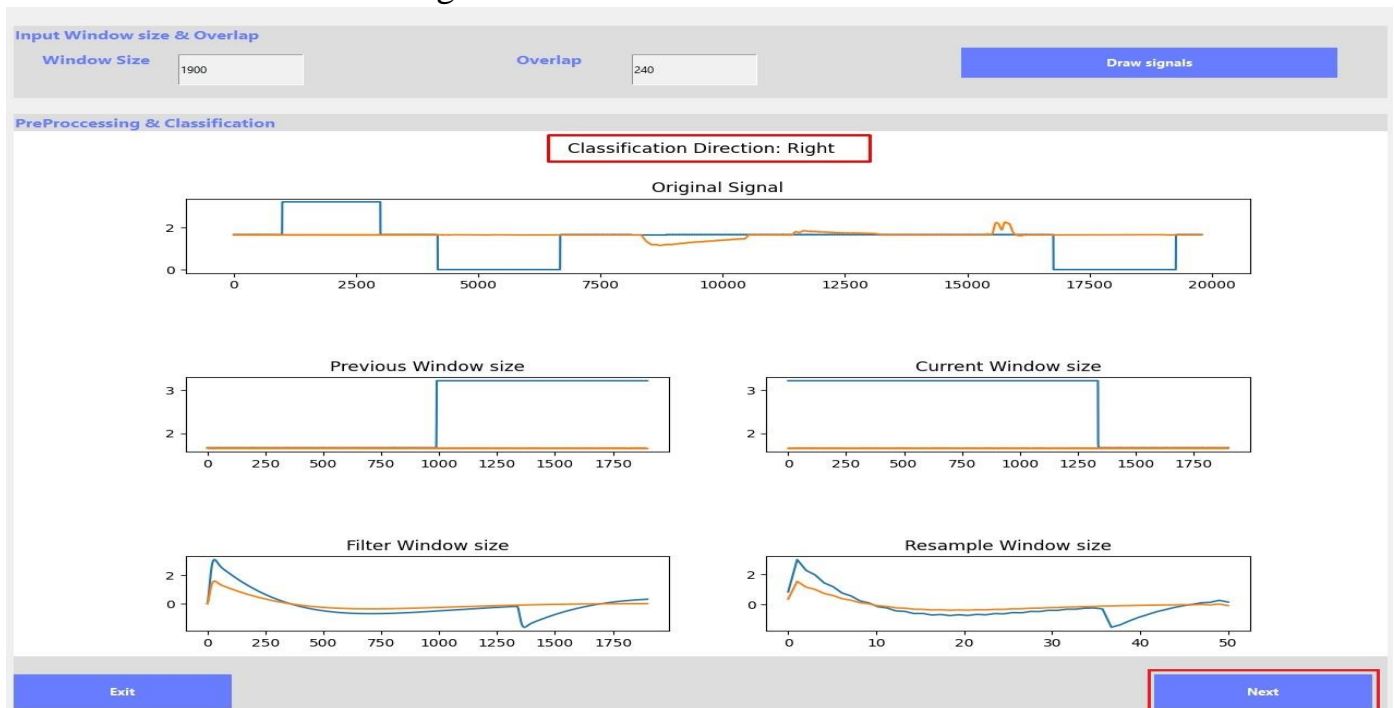 Input Window size & Overlap
Window Size 1900 Overlap 240 Draw signals
PreProccessing & Classification
Classification Direction: Right
Original Signal
2
0
0 2500 5000 7500 10000 12500 15000 17500 20000
Previous Window size Current Window size
3 3
2 2
0 250 500 750 1000 1250 1500 1750 0 250 500 750 1000 1250 1500 1750
Filter Window size Resample Window size
2 2
0 0
0 250 500 750 1000 1250 1500 1750 0 10 20 30 40 50
Exit Next